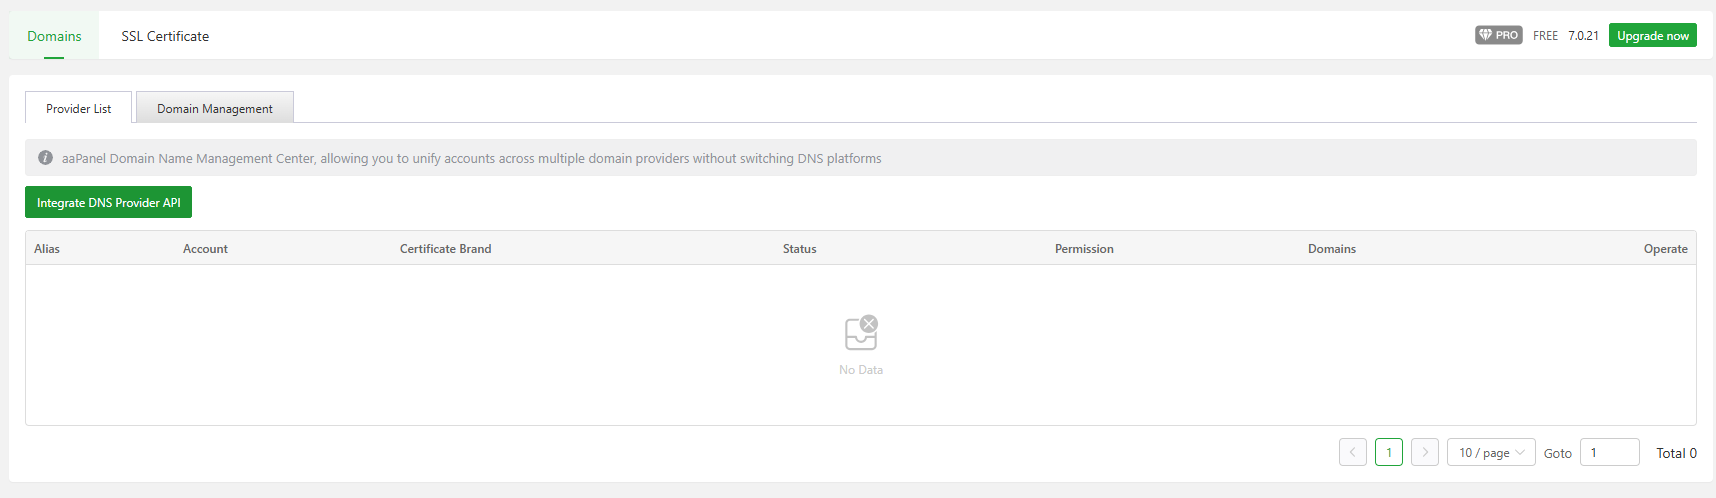 Domains SSL Certificate PRO FREE 7.0.21 Upgrade now
Provider List Domain Management
aaPanel Domain Name Management Center, allowing you to unify accounts across multiple domain providers without switching DNS platforms
Integrate DNS Provider API
Alias Account Certificate Brand Status Permission Domains Operate
No Data
1 10 / page Goto 1 Total 0